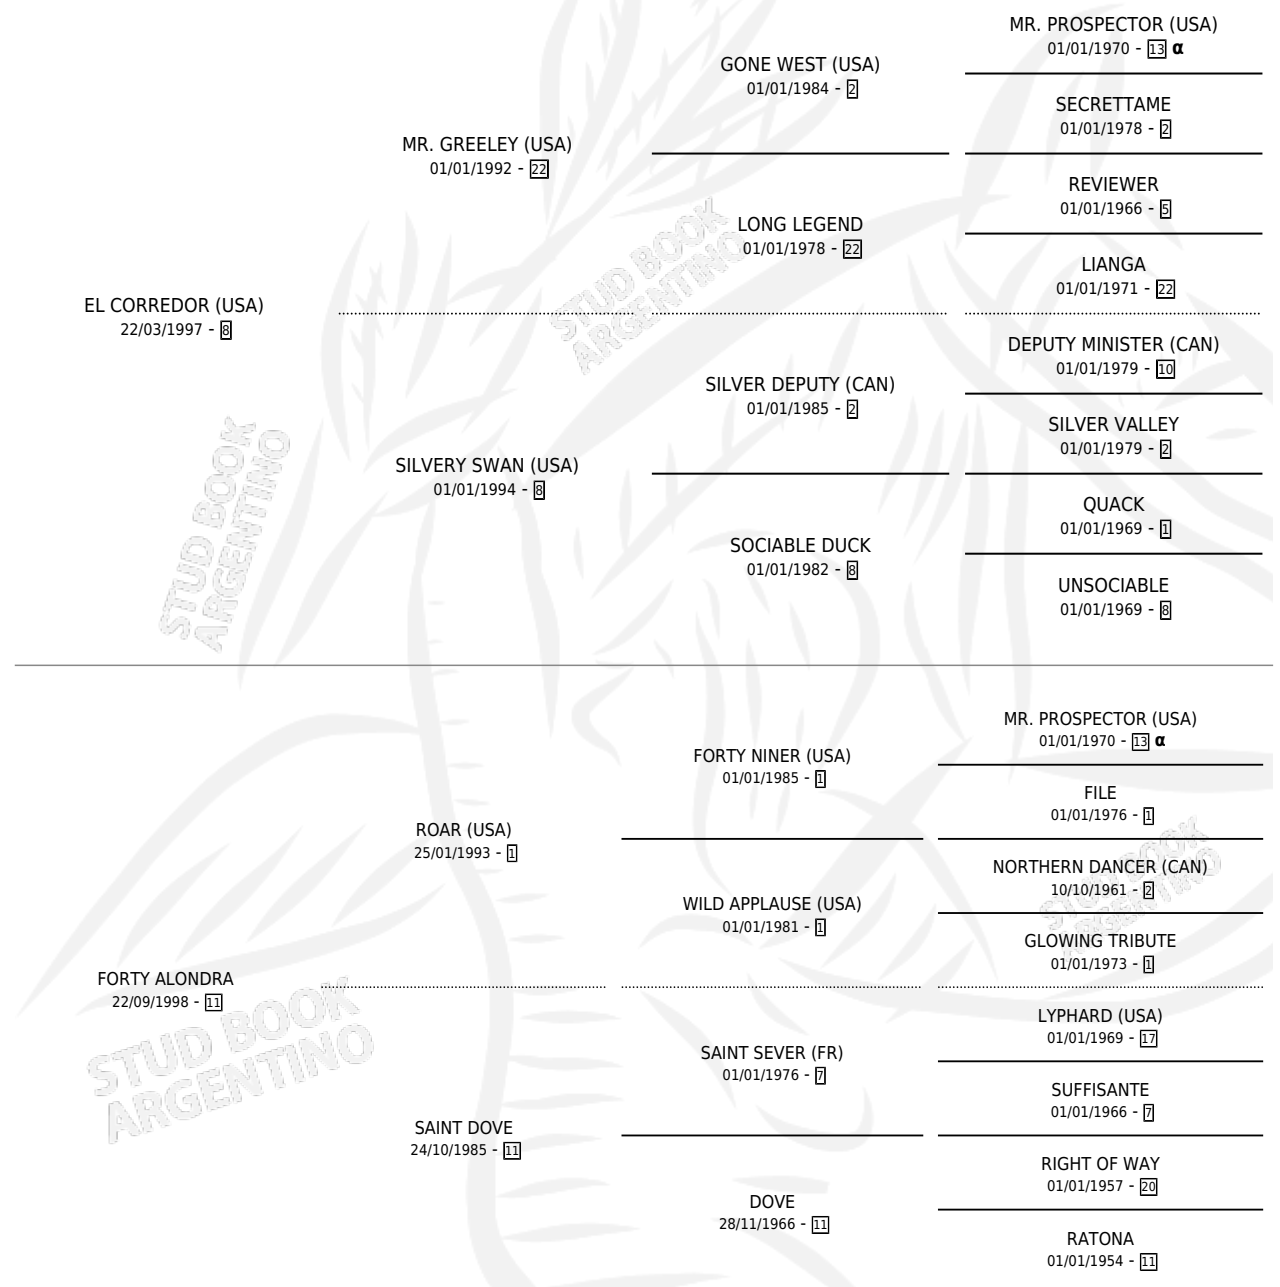 MR. PROSPECTOR (USA)
01/01/1970 - 13 α
GONE WEST (USA)
01/01/1984 - 2
SECRETTAME
01/01/1978 - 2
MR. GREELEY (USA)
01/01/1992 - 22
REVIEWER
01/01/1966 - 5
LONG LEGEND
01/01/1978 - 22
LIANGA
01/01/1971 - 22
EL CORREDOR (USA)
22/03/1997 - 8
STUD BOOK
ARGENTINO
DEPUTY MINISTER (CAN)
01/01/1979 - 10
SILVER DEPUTY (CAN)
01/01/1985 - 2
SILVER VALLEY
01/01/1979 - 2
SILVERY SWAN (USA)
01/01/1994 - 8
QUACK
01/01/1969 - 1
SOCIABLE DUCK
01/01/1982 - 8
UNSOCIABLE
01/01/1969 - 8
STUD BOOK
ARGENTINO
MR. PROSPECTOR (USA)
01/01/1970 - 13 α
FORTY NINER (USA)
01/01/1985 - 1
FILE
01/01/1976 - 1
ROAR (USA)
25/01/1993 - 1
NORTHERN DANCER (CAN)
10/10/1961 - 2
WILD APPLAUSE (USA)
01/01/1981 - 1
GLOWING TRIBUTE
01/01/1973 - 1
STUD BOOK
ARGENTINO
FORTY ALONDRA
22/09/1998 - 11
LYPHARD (USA)
01/01/1969 - 17
SAINT SEVER (FR)
01/01/1976 - 7
SUFFISANTE
01/01/1966 - 7
STUD BOOK
ARGENTINO
SAINT DOVE
24/10/1985 - 11
RIGHT OF WAY
01/01/1957 - 20
DOVE
28/11/1966 - 11
RATONA
01/01/1954 - 11